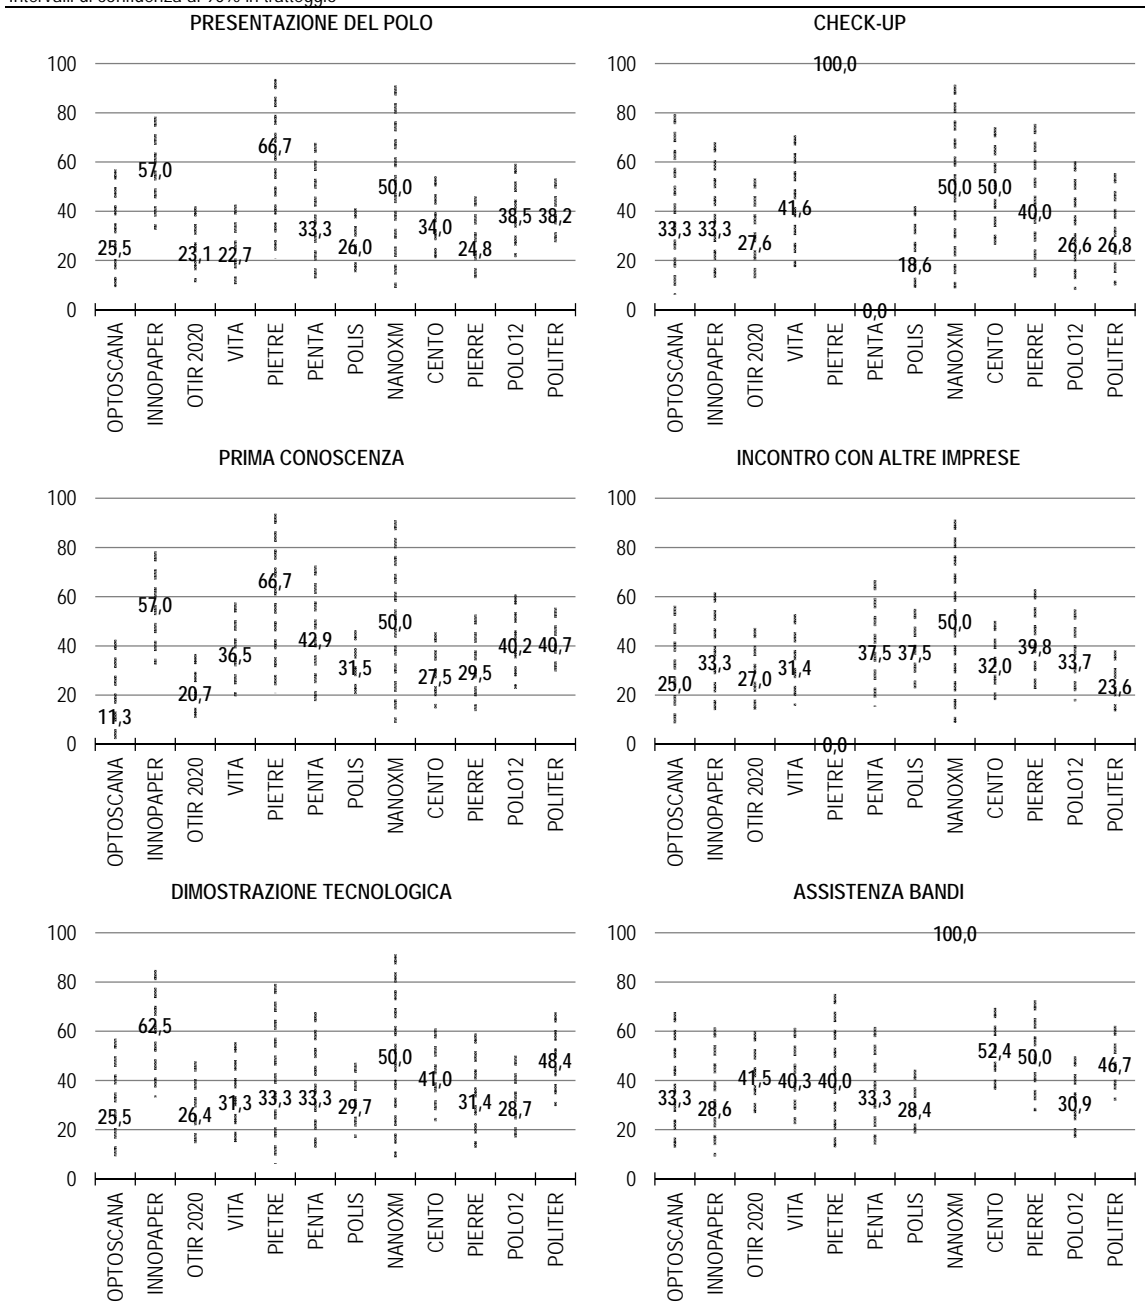 Intervalli di confidenza al 90% in tratteggio
PRESENTAZIONE DEL POLO
100
80
60
40
20
0
25,5
57,0
23,1
22,7
66,7
33,3
26,0
50,0
34,0
24,8
38,5
38,2
OPTOSCANA
INNOPAPER
OTIR 2020
VITA
PIETRE
PENTA
POLIS
NANOXM
CENTO
PIERRE
POLO12
POLITER
CHECK-UP
100
80
60
40
20
0
33,3
33,3
27,6
41,6
100,0
0,0
18,6
50,0
50,0
40,0
26,6
26,8
OPTOSCANA
INNOPAPER
OTIR 2020
VITA
PIETRE
PENTA
POLIS
NANOXM
CENTO
PIERRE
POLO12
POLITER
PRIMA CONOSCENZA
100
80
60
40
20
0
11,3
57,0
20,7
36,5
66,7
42,9
31,5
50,0
27,5
29,5
40,2
40,7
OPTOSCANA
INNOPAPER
OTIR 2020
VITA
PIETRE
PENTA
POLIS
NANOXM
CENTO
PIERRE
POLO12
POLITER
INCONTRO CON ALTRE IMPRESE
100
80
60
40
20
0
25,0
33,3
27,0
31,4
0,0
37,5
37,5
50,0
32,0
39,8
33,7
23,6
OPTOSCANA
INNOPAPER
OTIR 2020
VITA
PIETRE
PENTA
POLIS
NANOXM
CENTO
PIERRE
POLO12
POLITER
DIMOSTRAZIONE TECNOLOGICA
100
80
60
40
20
0
25,5
62,5
26,4
31,3
33,3
33,3
29,7
50,0
41,0
31,4
28,7
48,4
OPTOSCANA
INNOPAPER
OTIR 2020
VITA
PIETRE
PENTA
POLIS
NANOXM
CENTO
PIERRE
POLO12
POLITER
ASSISTENZA BANDI
100
80
60
40
20
0
33,3
28,6
41,5
40,3
40,0
33,3
28,4
100,0
52,4
50,0
30,9
46,7
OPTOSCANA
INNOPAPER
OTIR 2020
VITA
PIETRE
PENTA
POLIS
NANOXM
CENTO
PIERRE
POLO12
POLITER